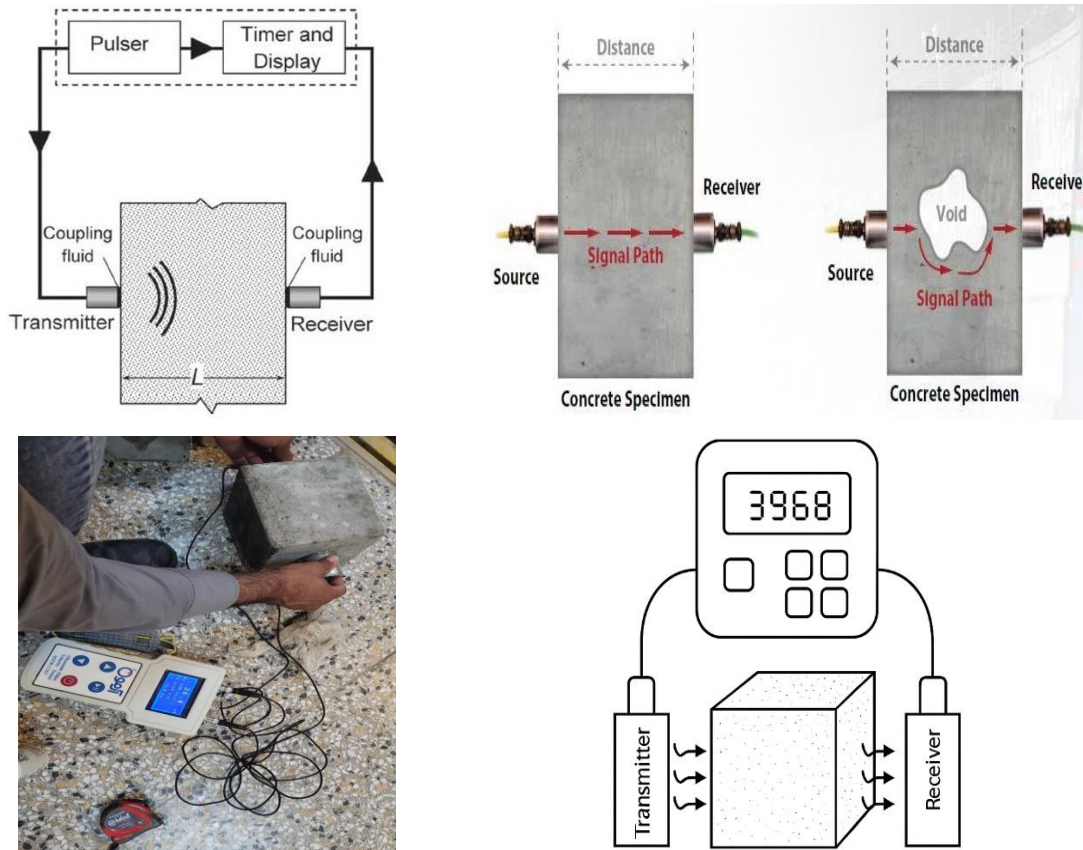 Pulser
Timer and
Display
Coupling
fluid
Coupling
fluid
Transmitter
Receiver
L
Distance
Receiver
Signal Path
Source
Concrete Specimen
Distance
Receive
Void
Source
Signal Path
Concrete Specimen
3968
Transmitter
Receiver